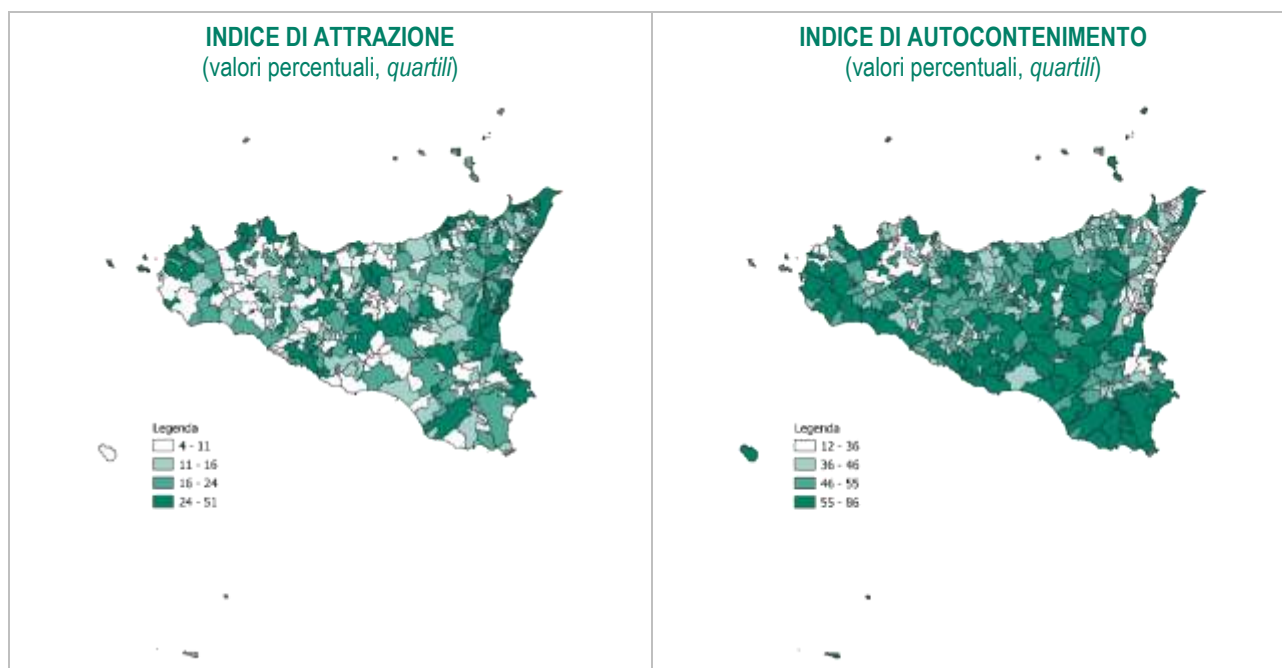 INDICE DI ATTRAZIONE
(valori percentuali, quartili)
Legenda
4 - 11
11 - 16
16 - 24
24 - 51
INDICE DI AUTOCONTENIMENTO
(valori percentuali, quartili)
Legenda
12 - 36
36 - 46
46 - 55
55 - 86